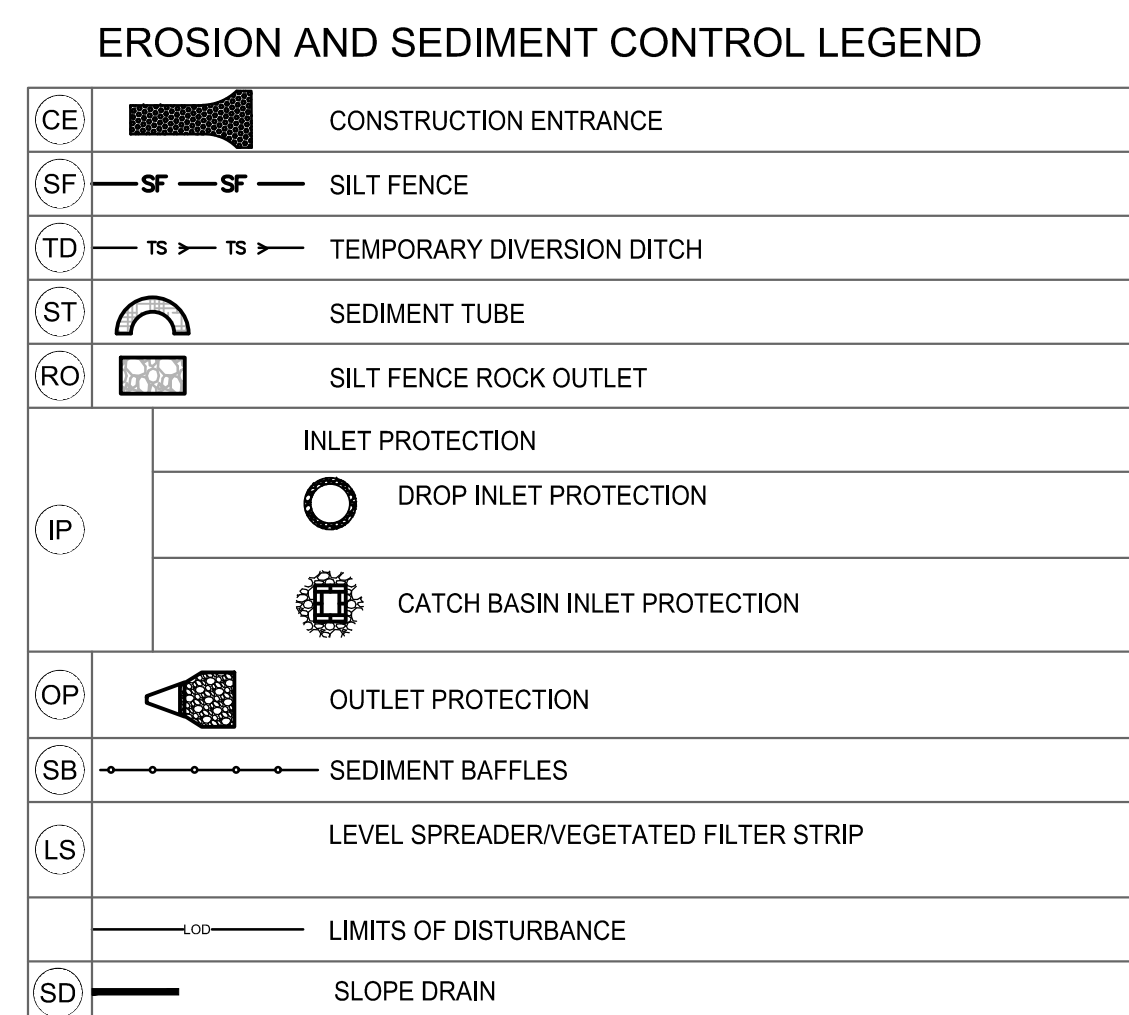 EROSION AND SEDIMENT CONTROL LEGEND
CE CONSTRUCTION ENTRANCE
SF SF SF SILT FENCE
TD TS TS TEMPORARY DIVERSION DITCH
ST SEDIMENT TUBE
RO SILT FENCE ROCK OUTLET
INLET PROTECTION
DROP INLET PROTECTION
IP
CATCH BASIN INLET PROTECTION
OP OUTLET PROTECTION
SB SEDIMENT BAFFLES
LS LEVEL SPREADER/VEGETATED FILTER STRIP
LOD LIMITS OF DISTURBANCE
SD SLOPE DRAIN